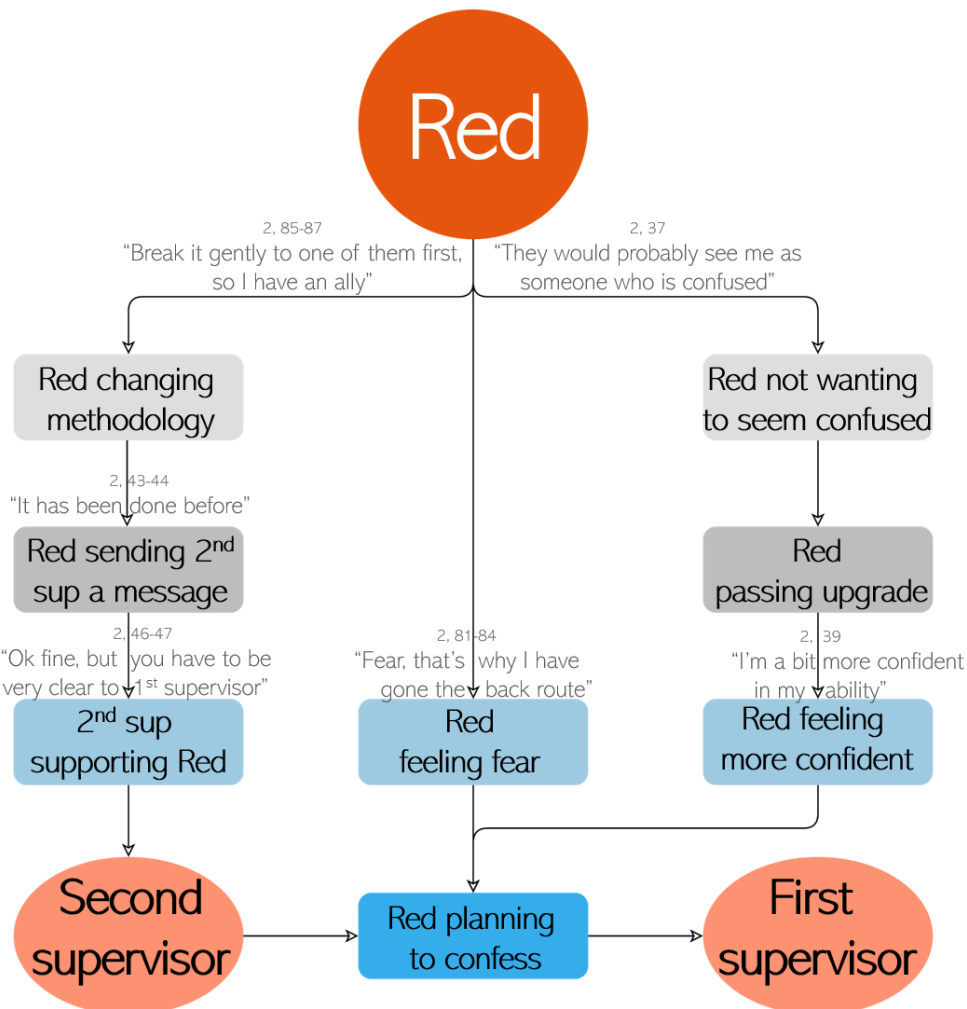 Red
2, 85-87
“Break it gently to one of them first,
so I have an ally”
2, 37
“They would probably see me as
someone who is confused”
Red changing
methodology
Red not wanting
to seem confused
2, 43-44
“It has been done before”
Red sending 2nd
sup a message
Red
passing upgrade
2, 46-47
“Ok fine, but you have to be
very clear to 1st supervisor”
2, 81-84
“Fear, that's why I have
gone the back route”
2, 39
“I'm a bit more confident
in my ability”
2nd sup
supporting Red
Red
feeling fear
Red feeling
more confident
Second
supervisor
Red planning
to confess
First
supervisor